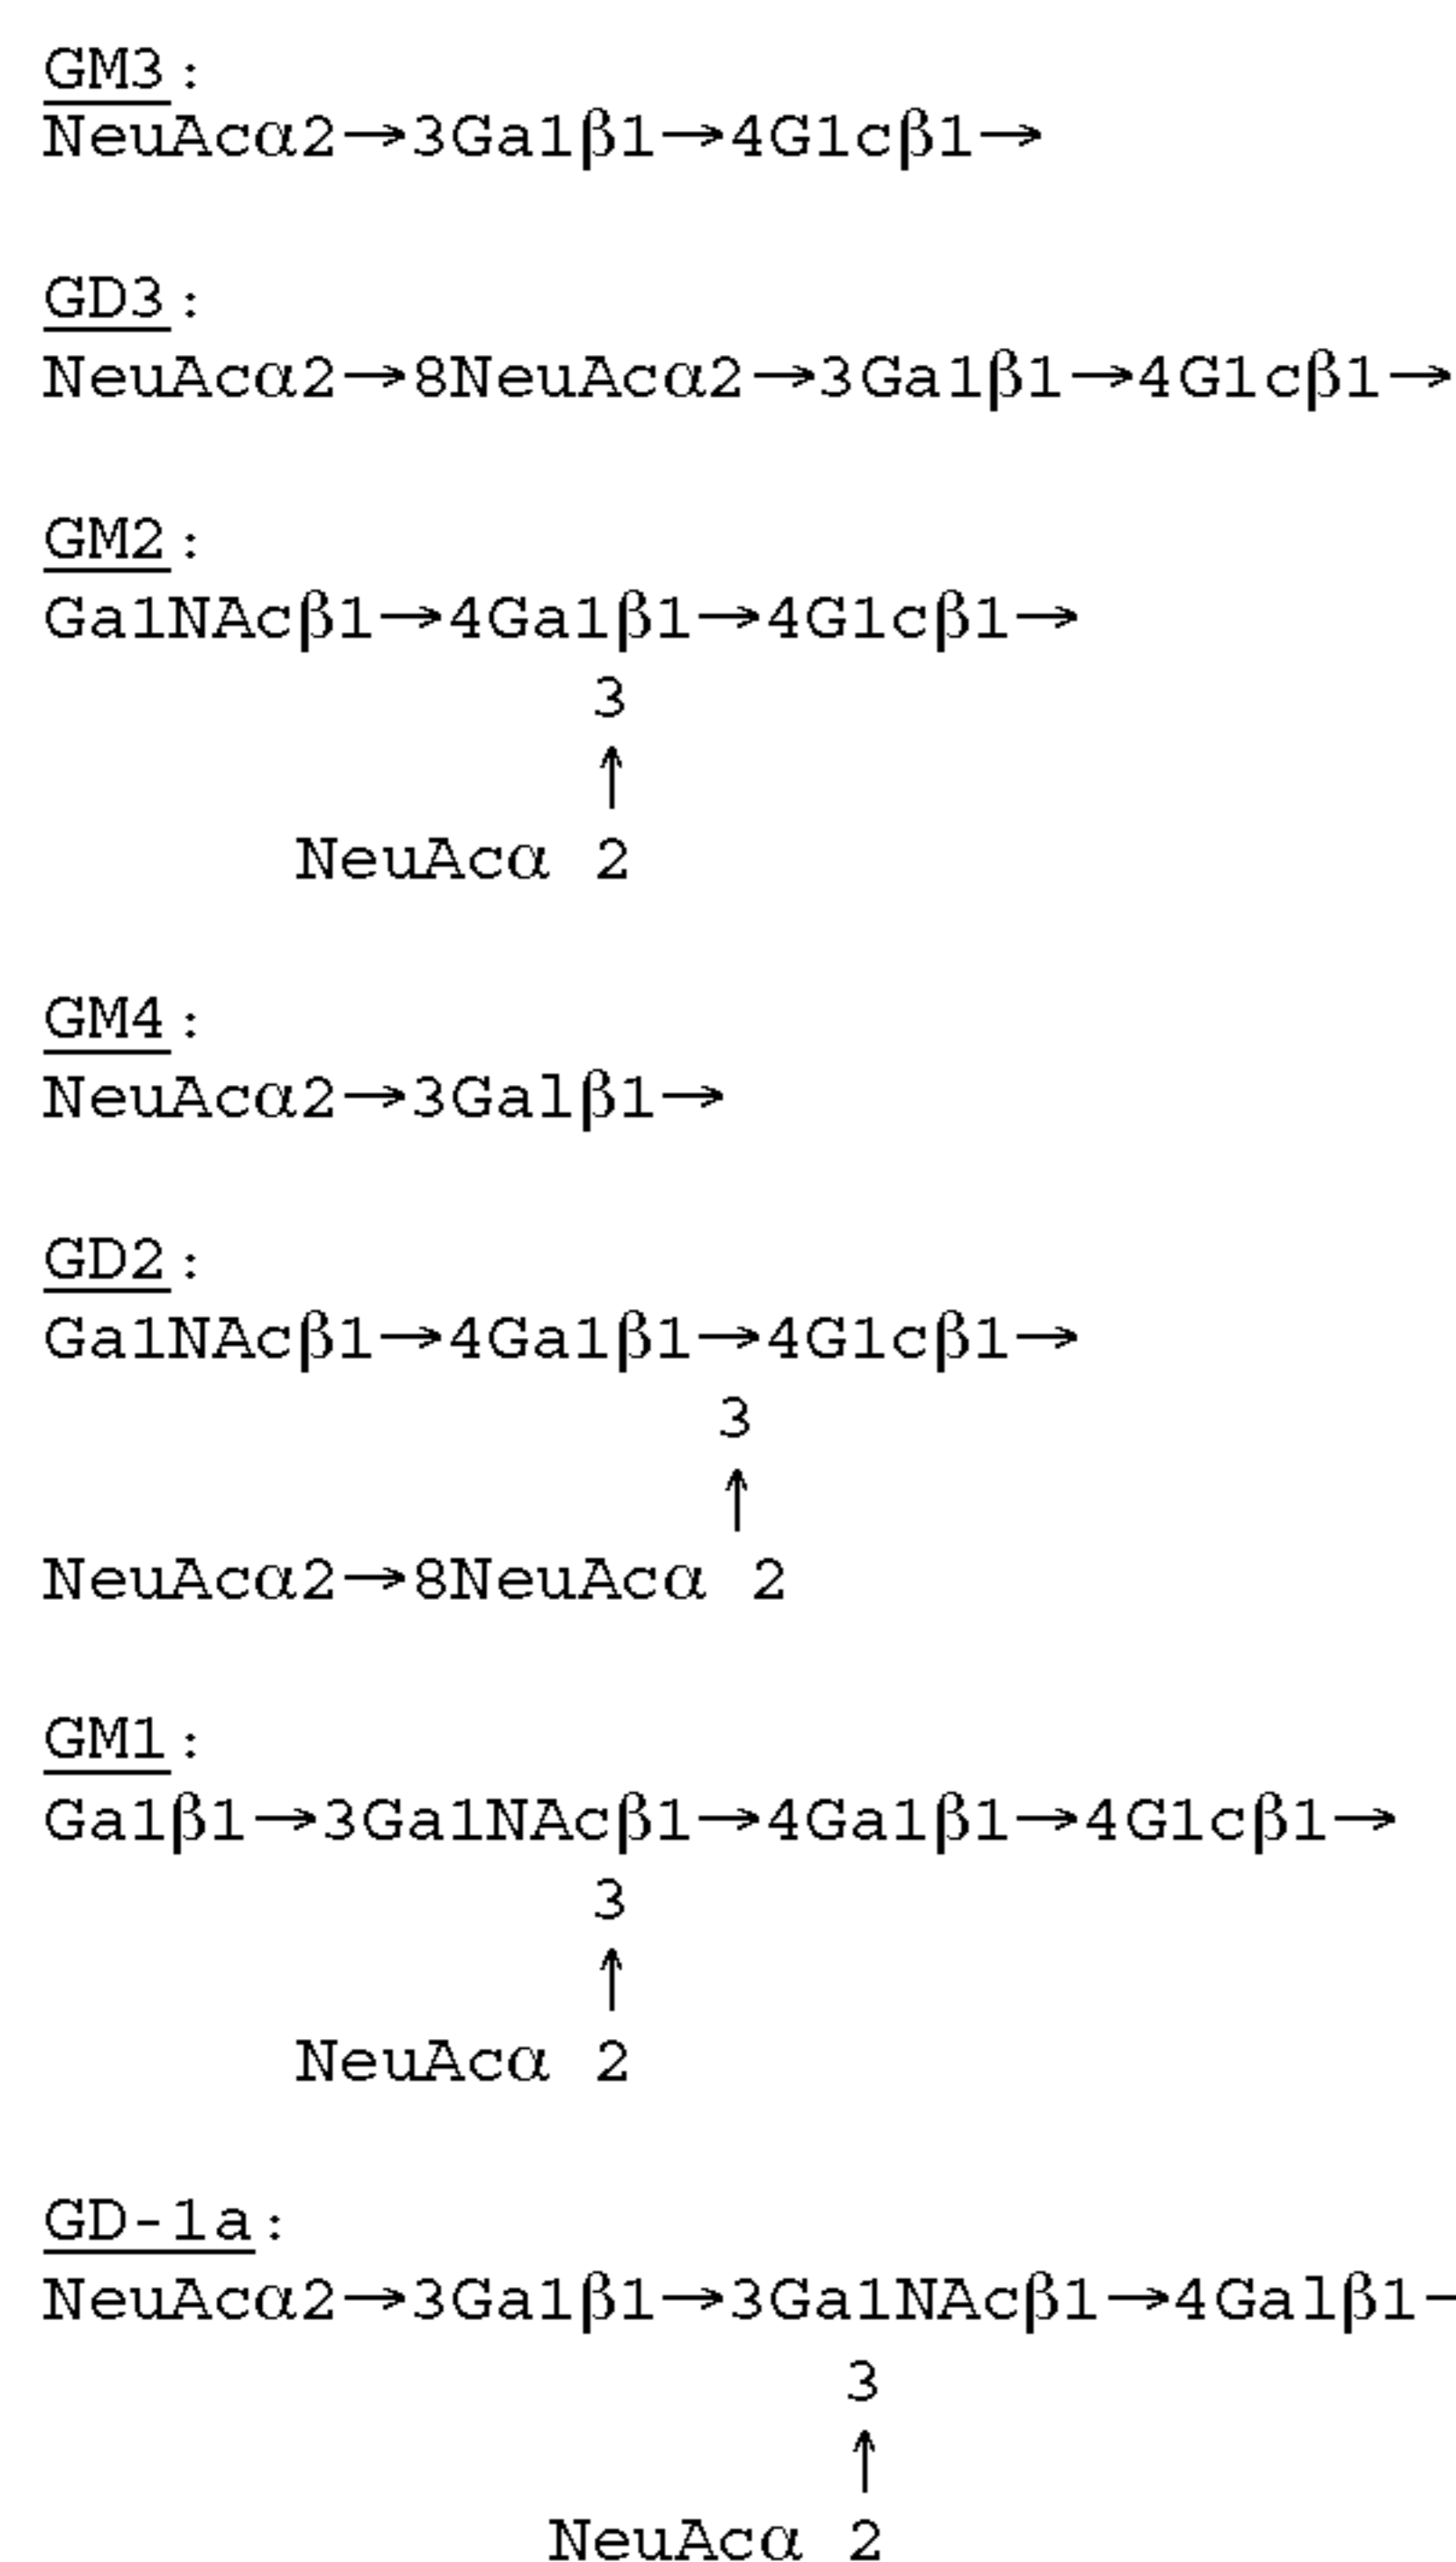 GM3:
NeuAcα2→3Ga1β1→4G1cβ1→
GD3:
NeuAcα2→8NeuAcα2→3Ga1β1→4G1cβ1→
GM2:
Ga1NAcβ1→4Ga1β1→4G1cβ1→
3
↑
NeuAcα 2
GM4:
NeuAcα2→3Galβ1→
GD2:
Ga1NAcβ1→4Ga1β1→4G1cβ1→
3
↑
NeuAcα2→8NeuAcα 2
GM1:
Ga1β1→3Ga1NAcβ1→4Ga1β1→4G1cβ1→
3
↑
NeuAcα 2
GD-1a:
NeuAcα2→3Ga1β1→3Ga1NAcβ1→4Galβ1-
3
↑
NeuAcα 2